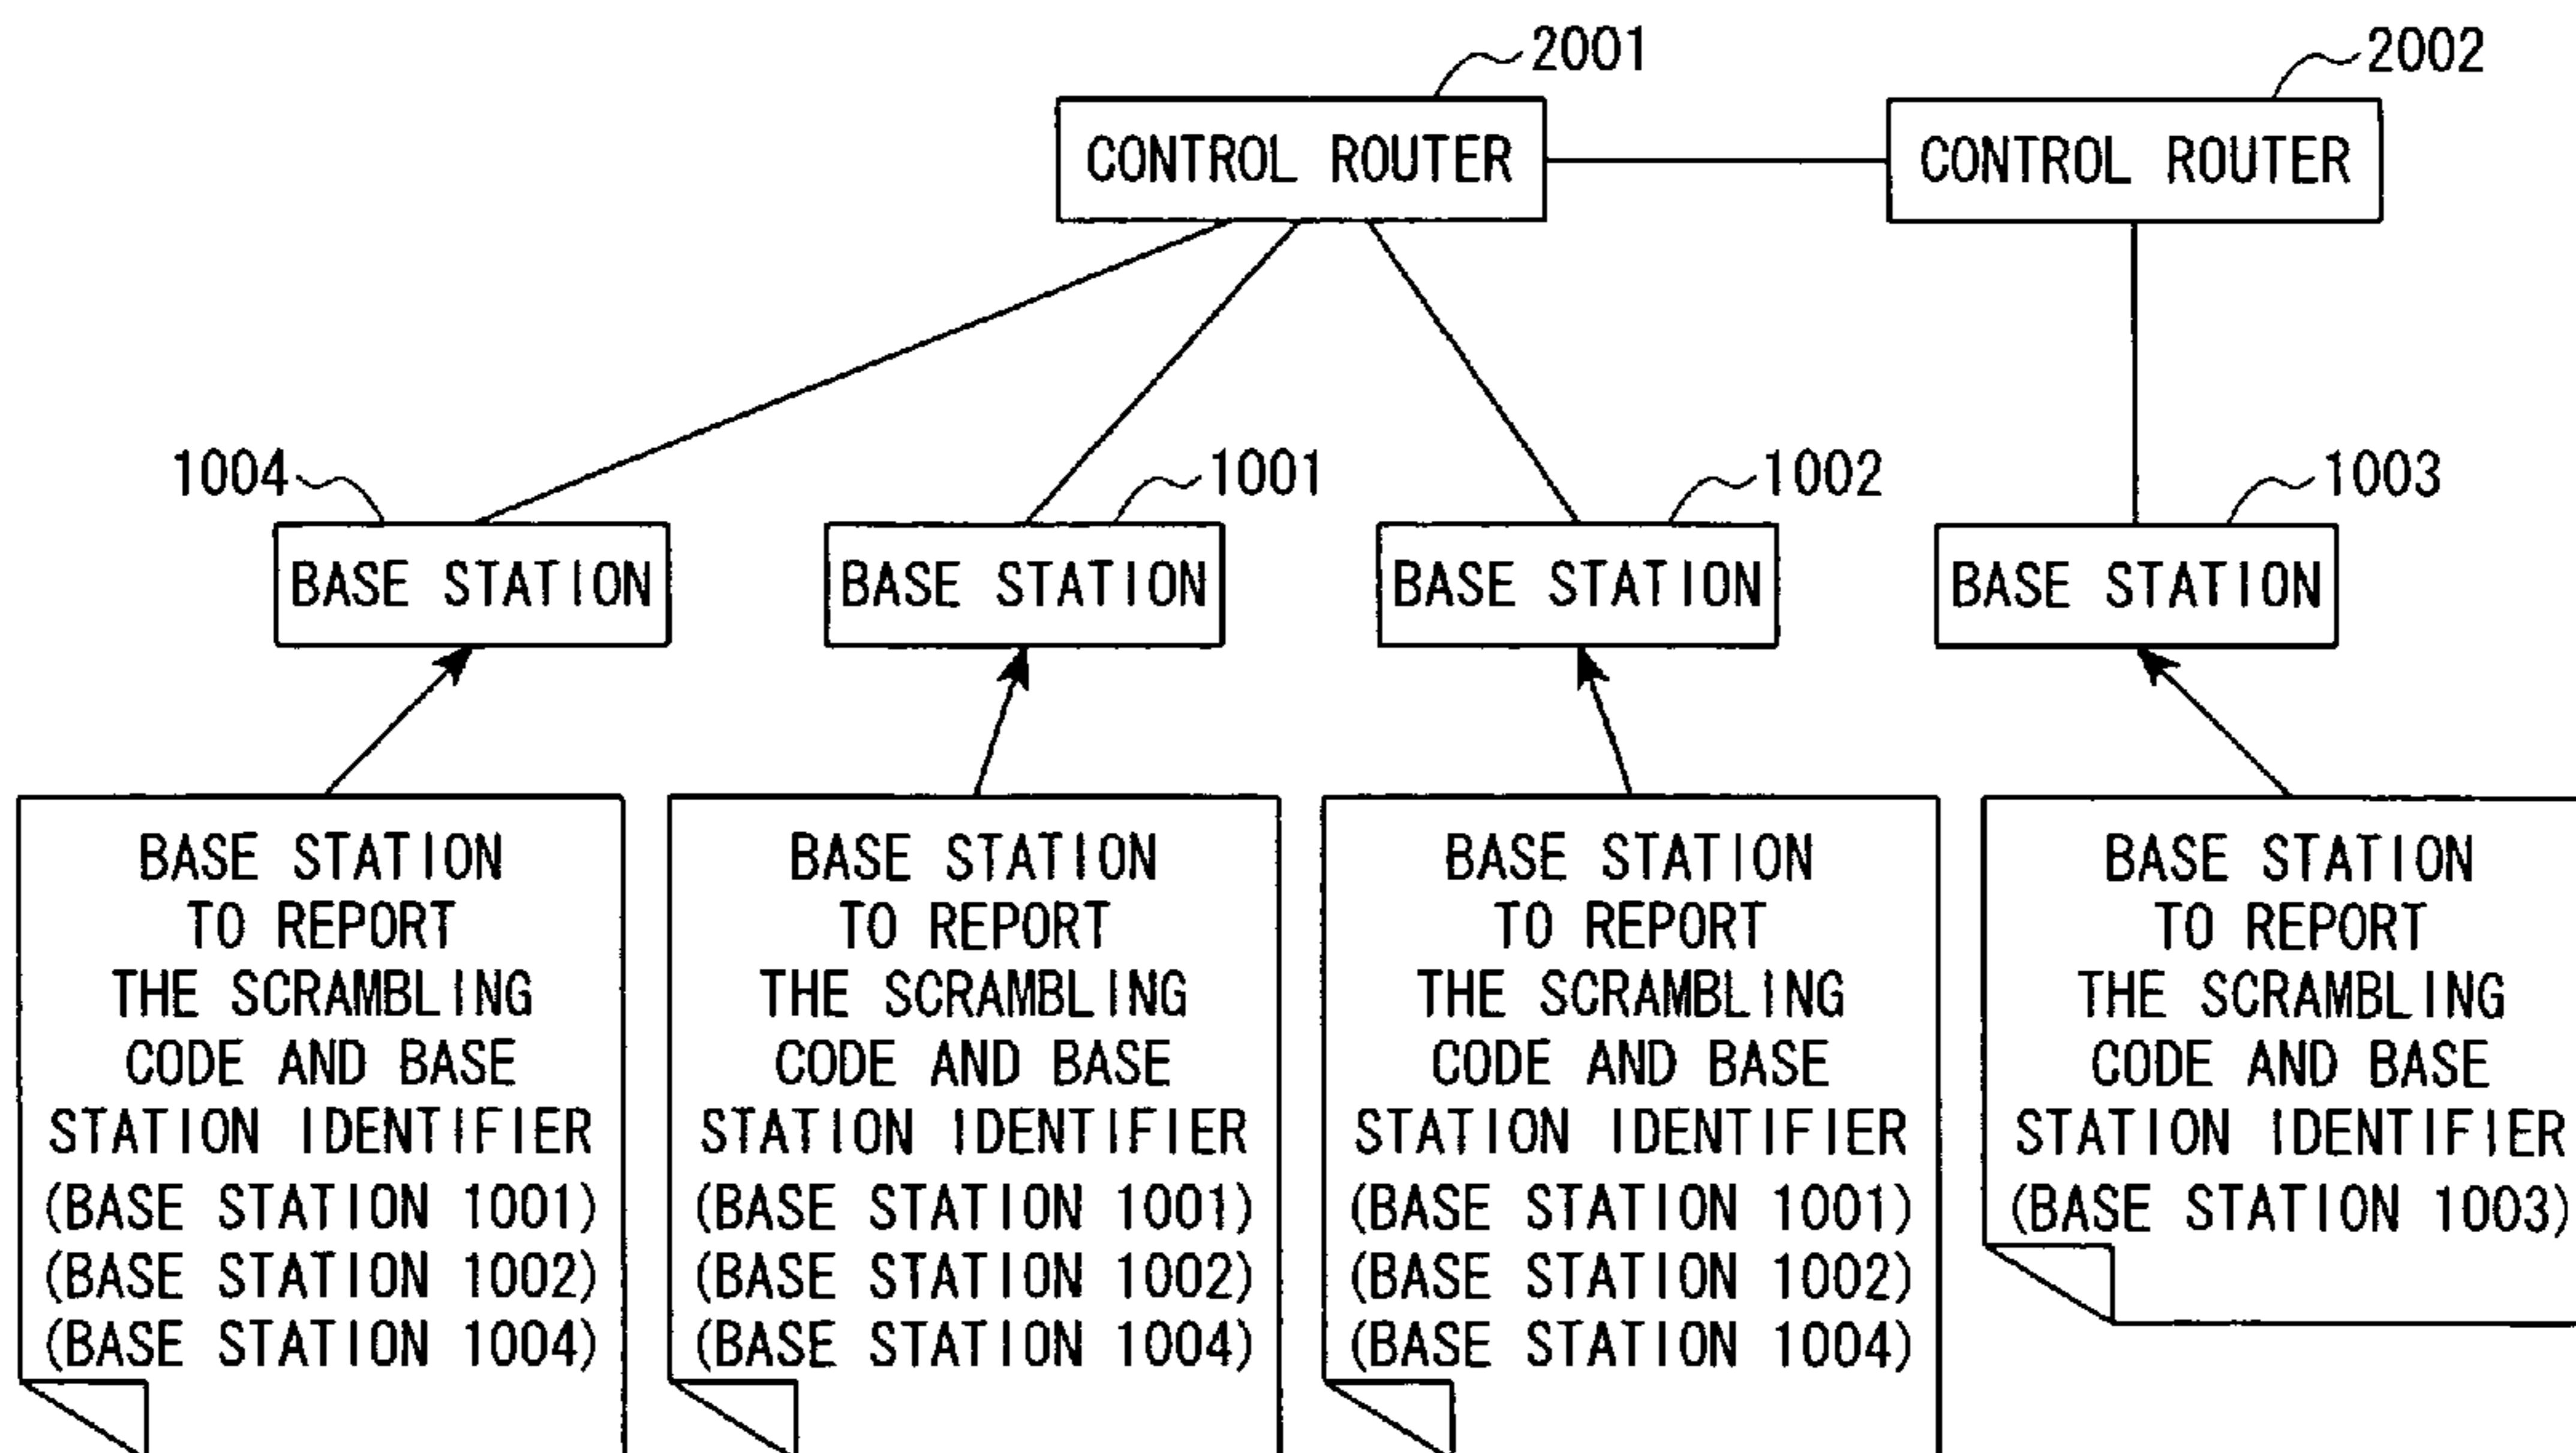 2001
2002
CONTROL ROUTER
CONTROL ROUTER
1004
1001
1002
1003
BASE STATION
BASE STATION
BASE STATION
BASE STATION
BASE STATION
TO REPORT
THE SCRAMBLING
CODE AND BASE
STATION IDENTIFIER
(BASE STATION 1001)
(BASE STATION 1002)
(BASE STATION 1004)
BASE STATION
TO REPORT
THE SCRAMBLING
CODE AND BASE
STATION IDENTIFIER
(BASE STATION 1001)
(BASE STATION 1002)
(BASE STATION 1004)
BASE STATION
TO REPORT
THE SCRAMBLING
CODE AND BASE
STATION IDENTIFIER
(BASE STATION 1001)
(BASE STATION 1002)
(BASE STATION 1004)
BASE STATION
TO REPORT
THE SCRAMBLING
CODE AND BASE
STATION IDENTIFIER
(BASE STATION 1003)